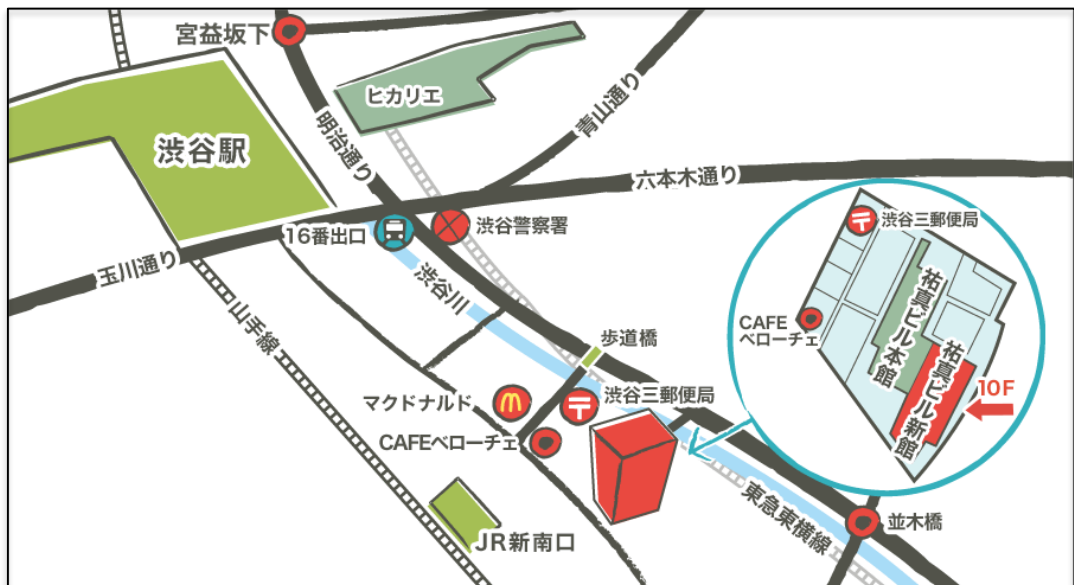 宮益坂下
ヒカリエ
青山通り
明治通り
渋谷駅
六本木通り
16番出口
渋谷警察署
玉川通り
渋谷川
山手線
歩道橋
マクドナルド
渋谷三郵便局
CAFEベローチェ
JR新南口
東急東横線
並木橋
渋谷三郵便局
CAFE
ベローチェ
祐真ビル本館
祐真ビル新館
10F